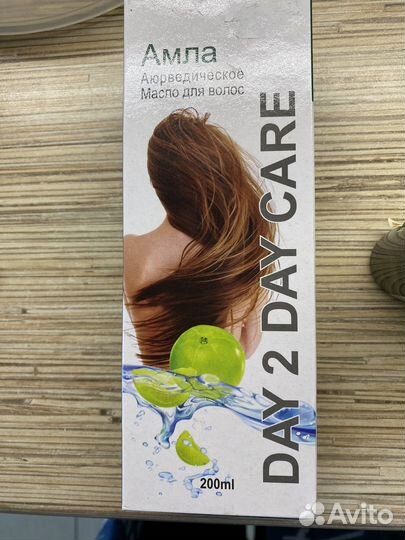 Амла
Аюрведическое
Масло для волос
DAY 2 DAY CARE
200ml
Avito